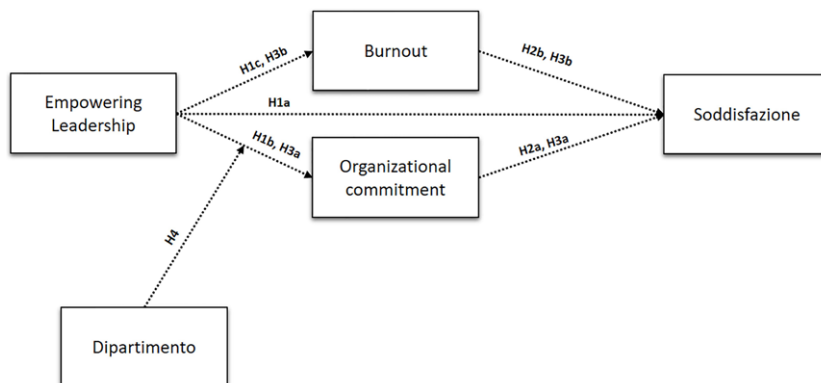 Burnout
H1c, H3b
H2b, H3b
Empowering
Leadership
H1a
Soddisfazione
H1b, H3a
Organizational
commitment
H2a, H3a
H4
Dipartimento